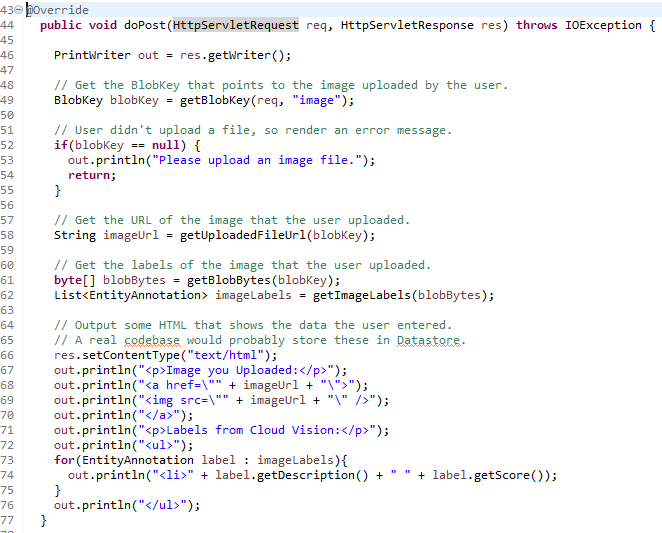 43 @Override
44 public void doPost(HttpServletRequest req, HttpServletResponse res) throws IOException {
45
46 PrintWriter out = res.getWriter();
47
48 // Get the BlobKey that points to the image uploaded by the user.
49 BlobKey blobKey = getBlobKey(req, "image");
50
51 // User didn't upload a file, so render an error message.
52 if(blobKey == null) {
53 out.println("Please upload an image file.");
54 return;
55 }
56
57 // Get the URL of the image that the user uploaded.
58 String imageUrl = getUploadedFileUrl(blobKey);
59
60 // Get the labels of the image that the user uploaded.
61 byte[] blobBytes = getBlobBytes(blobKey);
62 List<EntityAnnotation> imageLabels = getImageLabels(blobBytes);
63
64 // Output some HTML that shows the data the user entered.
65 // A real codebase would probably store these in Datastore.
66 res.setContentType("text/html");
67 out.println("<p>Image you Uploaded:</p>");
68 out.println("<a href=\"" + imageUrl + "\">");
69 out.println("<img src=\"" + imageUrl + "\" />");
70 out.println("</a>");
71 out.println("<p>Labels from Cloud Vision:</p>");
72 out.println("<ul>");
73 for(EntityAnnotation label : imageLabels){
74 out.println("<li>" + label.getDescription() + " " + label.getScore());
75 }
76 out.println("</ul>");
77 }